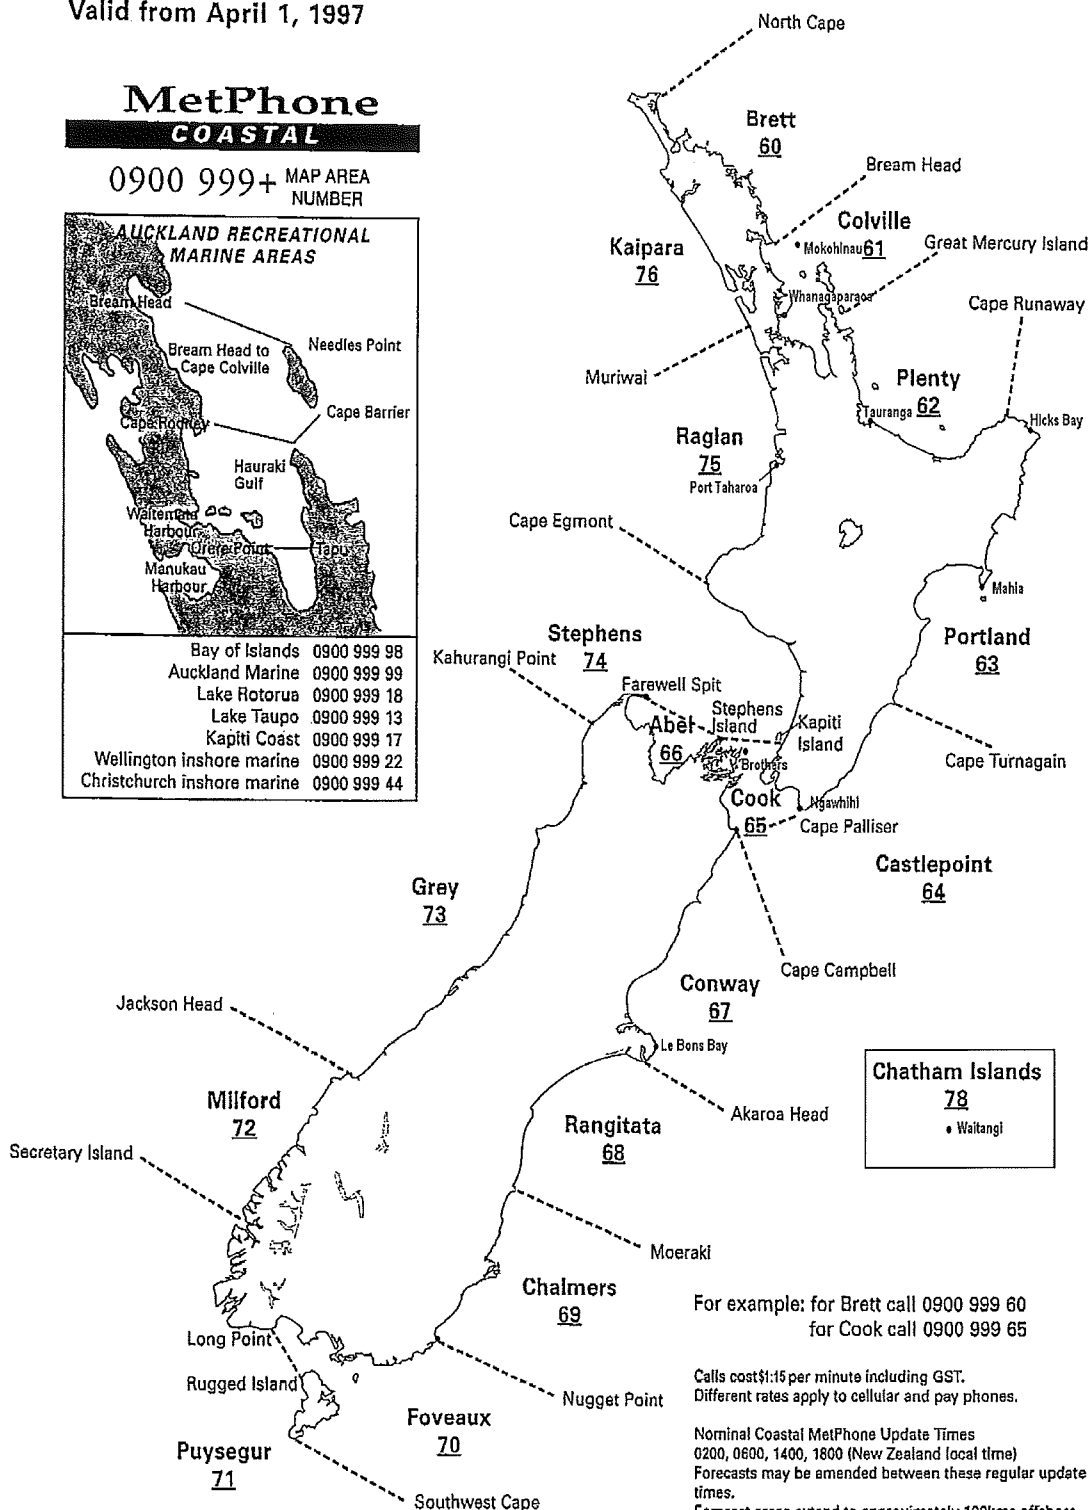 Valid from April 1, 1997
MetPhone
COASTAL
0900 999+ MAP AREA
NUMBER
AUCKLAND RECREATIONAL
MARINE AREAS
Bream Head
Needles Point
Bream Head to
Cape Colville
Cape Barrier
Cape Rodney
Hauraki
Gulf
Waitemata
Harbour
Orere Point
Tapu
Manukau
Harbour
Bay of Islands 0900 999 98
Auckland Marine 0900 999 99
Lake Rotorua 0900 999 18
Lake Taupo 0900 999 13
Kapiti Coast 0900 999 17
Wellington inshore marine 0900 999 22
Christchurch inshore marine 0900 999 44
North Cape
Brett
60
Bream Head
Colville
61
Mokohinau
Great Mercury Island
Kaipara
76
Whanagaparaoa
Cape Runaway
Muriwai
Plenty
62
Tauranga
Hicks Bay
Raglan
75
Port Taharoa
Cape Egmont
Mahia
Portland
63
Stephens
74
Kahurangi Point
Farewell Spit
Stephens
Island
Abel
66
Kapiti
Island
Brothers
Cape Turnagain
Cook
65
Ngawhihi
Cape Palliser
Castlepoint
64
Grey
73
Cape Campbell
Conway
67
Jackson Head
Le Bons Bay
Chatham Islands
78
Waitangi
Milford
72
Akaroa Head
Rangitata
68
Secretary Island
Moeraki
Chalmers
69
For example: for Brett call 0900 999 60
for Cook call 0900 999 65
Long Point
Rugged Island
Nugget Point
Calls cost $1:15 per minute including GST.
Different rates apply to cellular and pay phones.
Foveaux
70
Puysegur
71
Southwest Cape
Nominal Coastal MetPhone Update Times
0200, 0600, 1400, 1800 (New Zealand local time)
Forecasts may be amended between these regular update
times.
Forecast areas extend to approximately 100kms offshore